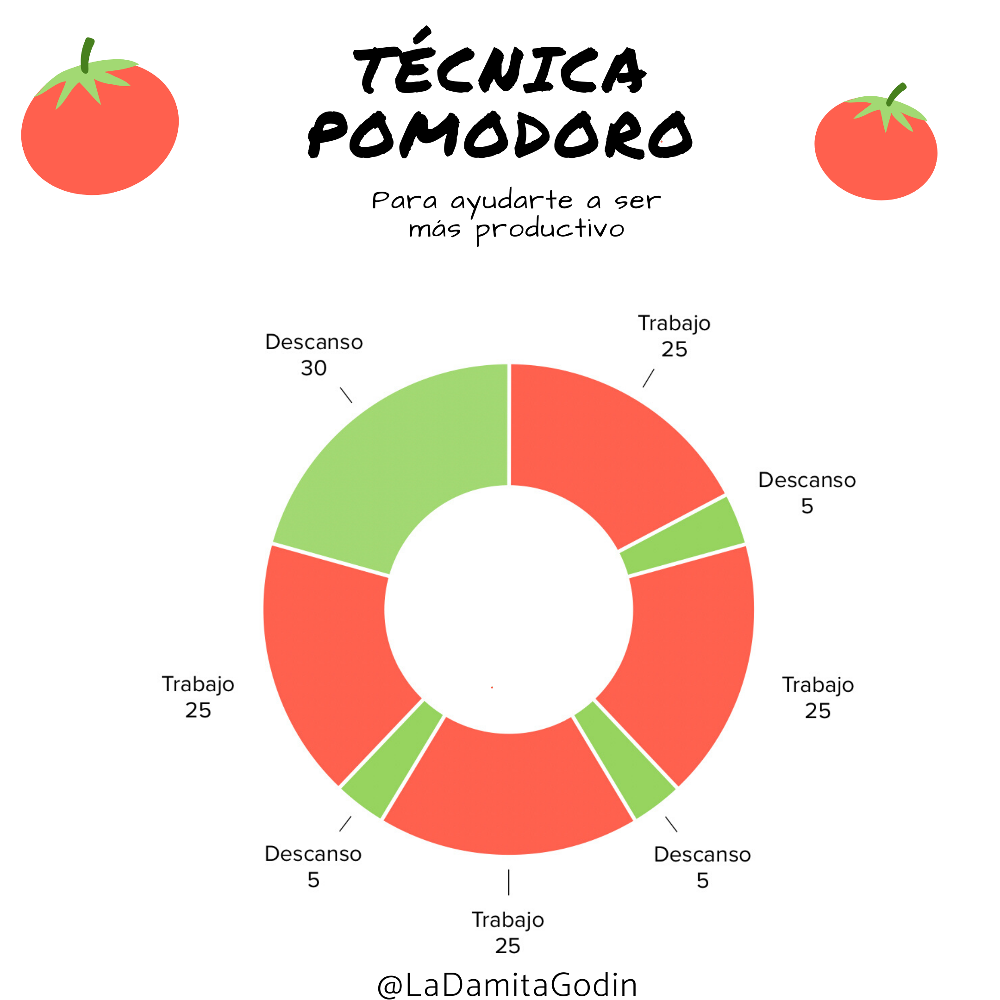 TÉCNICA
POMODORO
Para ayudarte a ser
más productivo
Trabajo
25
Descanso
5
Trabajo
25
Descanso
5
Trabajo
25
Descanso
5
Trabajo
25
Descanso
30
@LaDamitaGodin